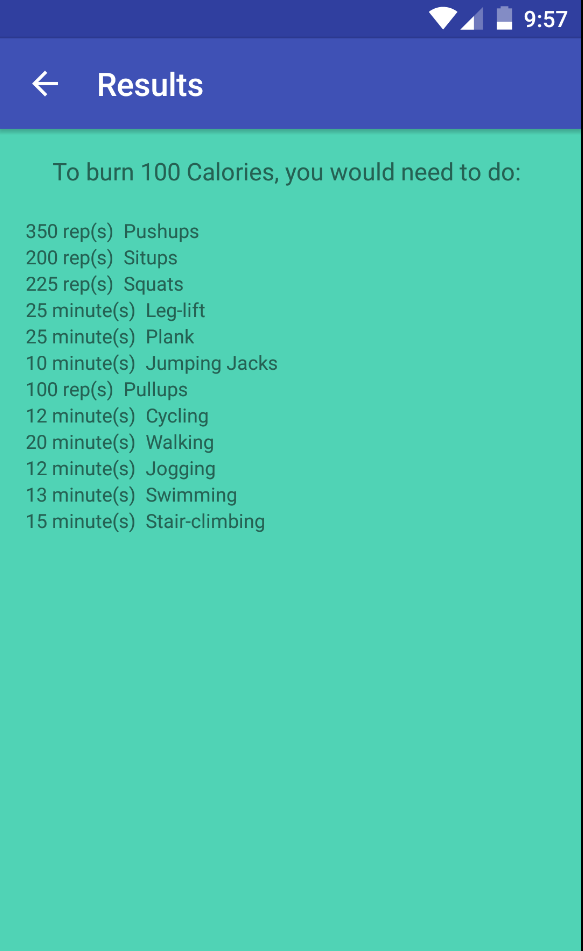 9:57
Results
To burn 100 Calories, you would need to do:
350 rep(s) Pushups
200 rep(s) Situps
225 rep(s) Squats
25 minute(s) Leg-lift
25 minute(s) Plank
10 minute(s) Jumping Jacks
100 rep(s) Pullups
12 minute(s) Cycling
20 minute(s) Walking
12 minute(s) Jogging
13 minute(s) Swimming
15 minute(s) Stair-climbing